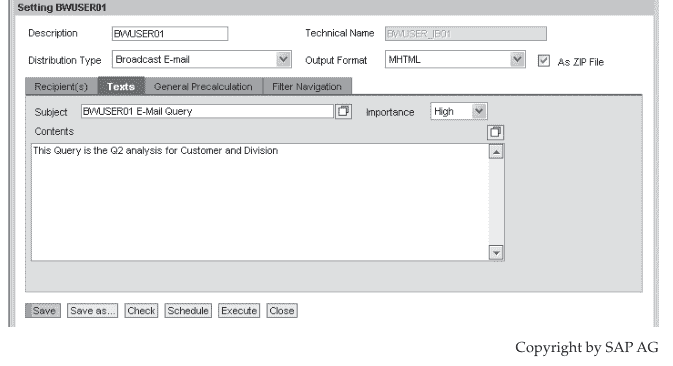 Setting BWUSER01
Description BWUSER01 Technical Name BWUSER_IB01
Distribution Type Broadcast E-mail Output Format MHTML As ZIP File
Recipient(s) Texts General Precalculation Filter Navigation
Subject BWUSER01 E-Mail Query Importance High
Contents
This Query is the Q2 analysis for Customer and Division
Save Save as... Check Schedule Execute Close
Copyright by SAP AG